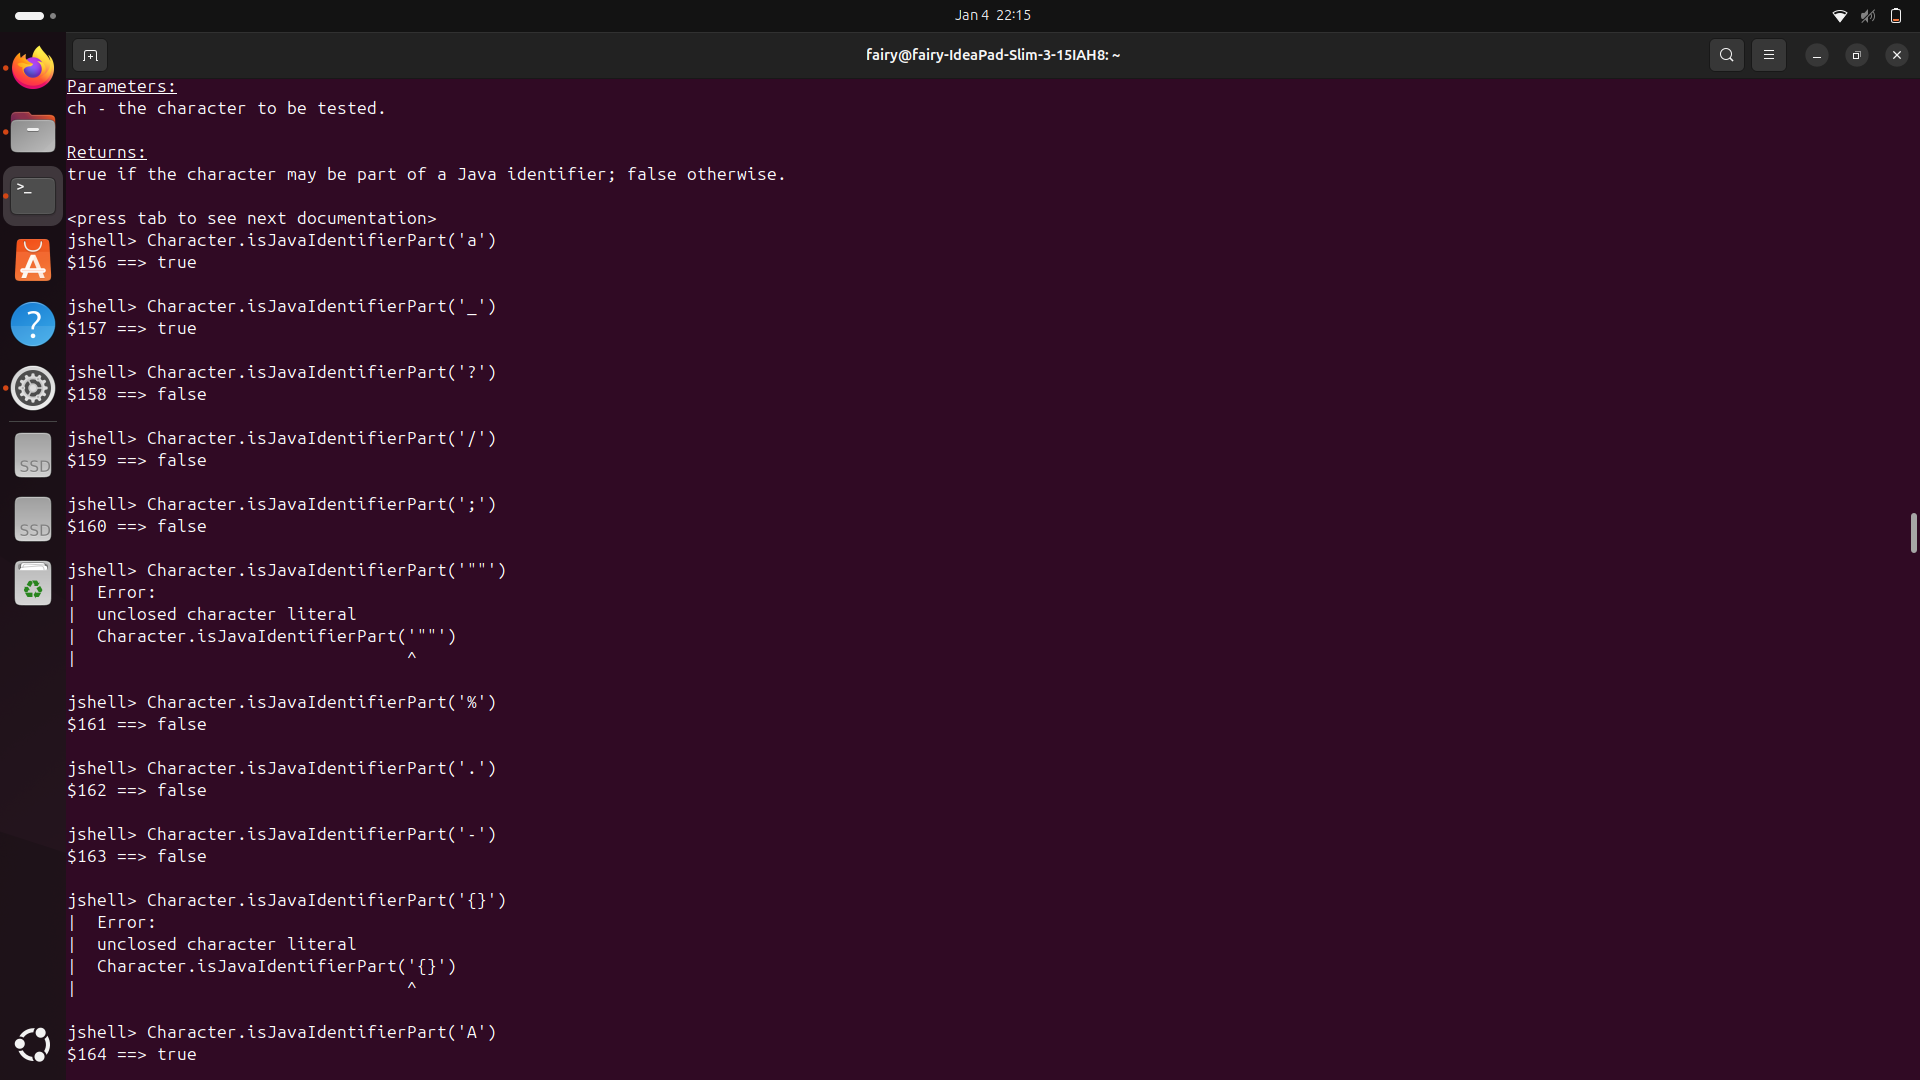 Jan 4 22:15
fairy@fairy-IdeaPad-Slim-3-15IAH8: ~
Parameters:
ch - the character to be tested.
Returns:
true if the character may be part of a Java identifier; false otherwise.
<press tab to see next documentation>
jshell> Character.isJavaIdentifierPart('a')
$156 ==> true
jshell> Character.isJavaIdentifierPart('_')
$157 ==> true
jshell> Character.isJavaIdentifierPart('?')
$158 ==> false
jshell> Character.isJavaIdentifierPart('/')
$159 ==> false
jshell> Character.isJavaIdentifierPart(';')
$160 ==> false
jshell> Character.isJavaIdentifierPart('""')
|  Error:
|  unclosed character literal
|  Character.isJavaIdentifierPart('""')
|                                 ^
jshell> Character.isJavaIdentifierPart('%')
$161 ==> false
jshell> Character.isJavaIdentifierPart('.')
$162 ==> false
jshell> Character.isJavaIdentifierPart('-')
$163 ==> false
jshell> Character.isJavaIdentifierPart('{}')
|  Error:
|  unclosed character literal
|  Character.isJavaIdentifierPart('{}')
|                                 ^
jshell> Character.isJavaIdentifierPart('A')
$164 ==> true
>_
?
SSD
SSD